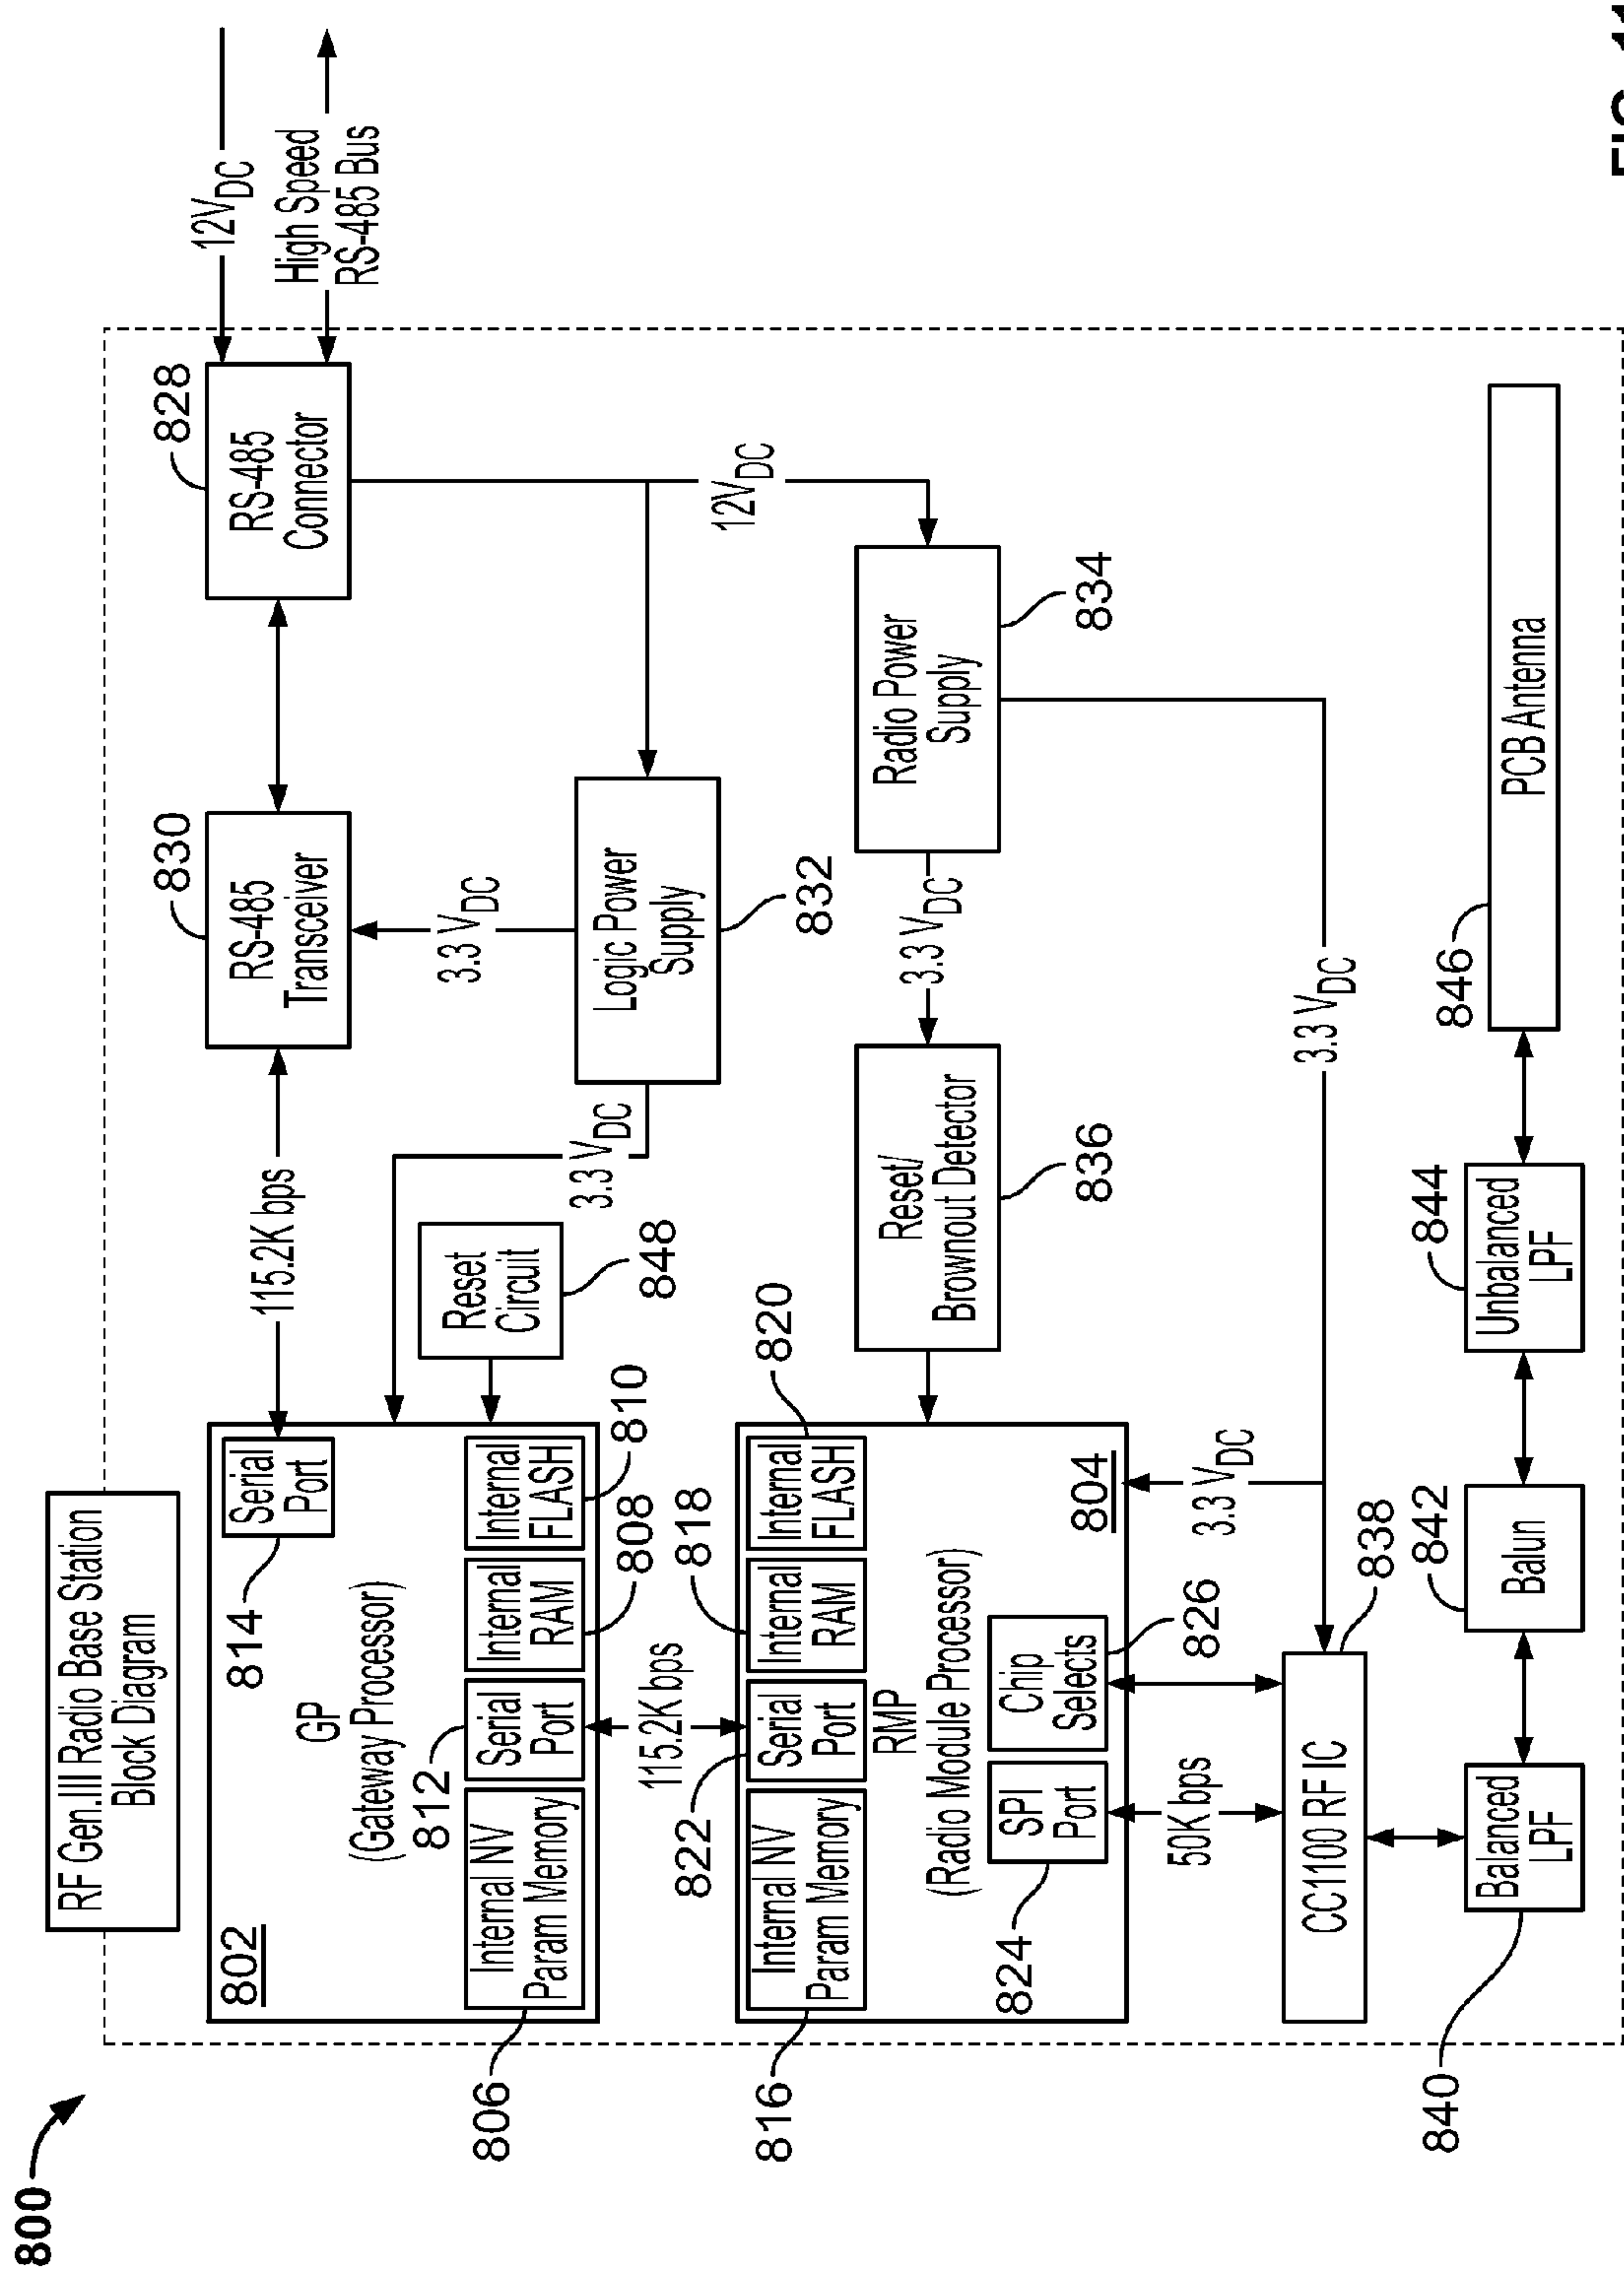 800
RF Gen.III Radio Base Station
Block Diagram
802
GP
(Gateway Processor)
814
Serial
Port
806
Internal NV
Param Memory
812
Serial
Port
Internal
RAM
808
Internal
FLASH
810
Reset
Circuit
848
115.2K bps
3.3 VDC
830
RS-485
Transceiver
3.3 VDC
Logic Power
Supply
832
828
RS-485
Connector
12VDC
High Speed
RS-485 Bus
12VDC
115.2K bps
816
Internal NV
Param Memory
822
Serial
Port
818
Internal
RAM
820
Internal
FLASH
RMP
(Radio Module Processor)
804
824
SPI
Port
Chip
Selects
826
Reset/
Brownout Detector
836
3.3 VDC
Radio Power
Supply
834
50K bps
3.3 VDC
3.3 VDC
CC1100 RF IC
838
840
Balanced
LPF
842
Balun
844
Unbalanced
LPF
846
PCB Antenna